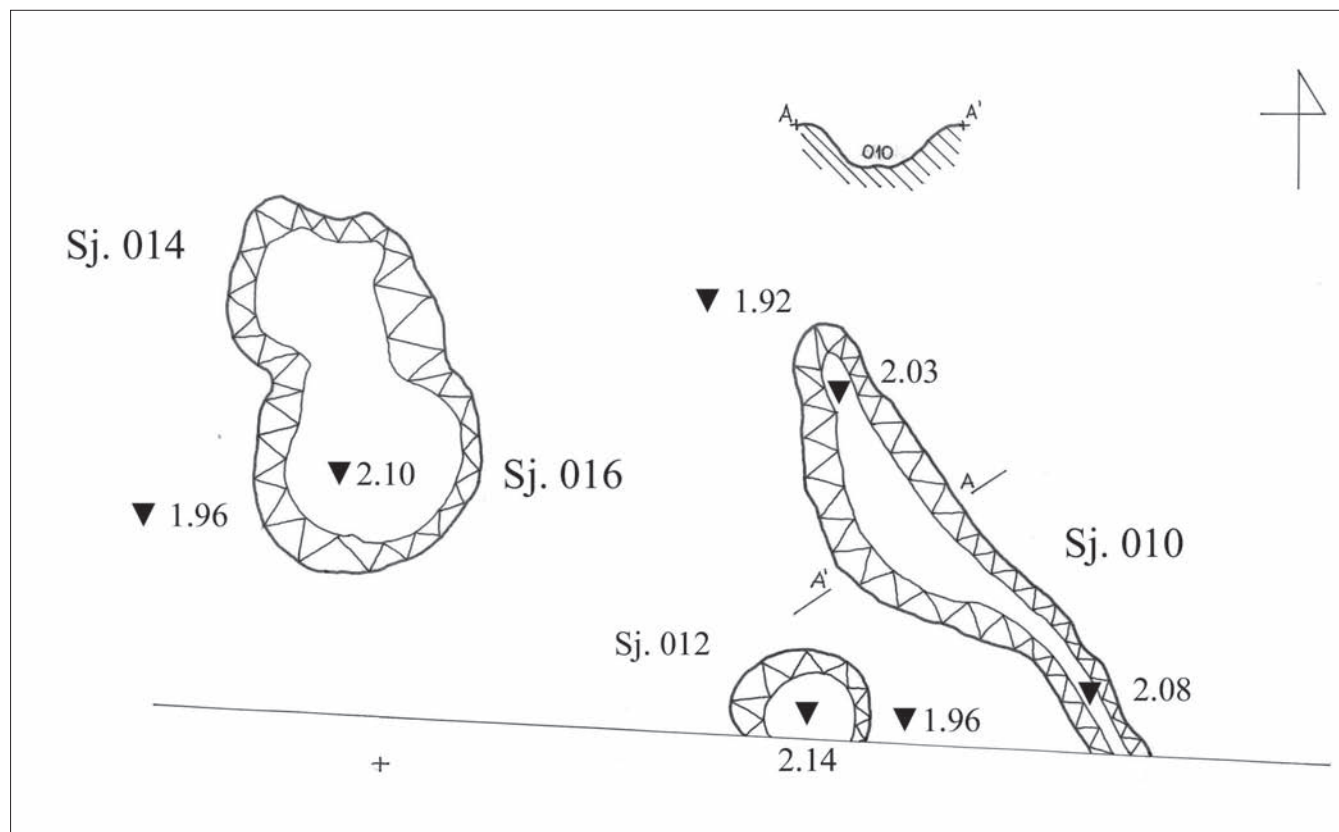 A A'
010
Sj. 014
▼ 1.92
2.03
▼ 2.10
Sj. 016
A
▼ 1.96
Sj. 010
A'
Sj. 012
2.08
▼ 1.96
2.14